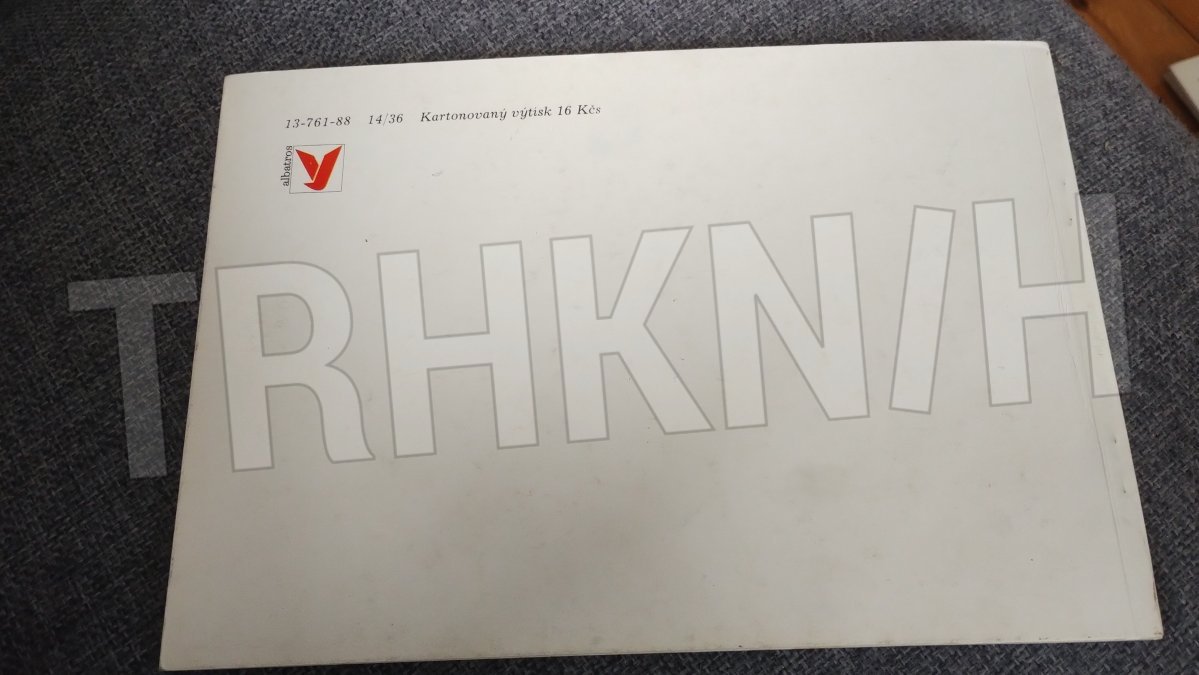 13-761-88 14/36 Kartonovaný výtisk 16 Kčs
albatros
TRHKNIH